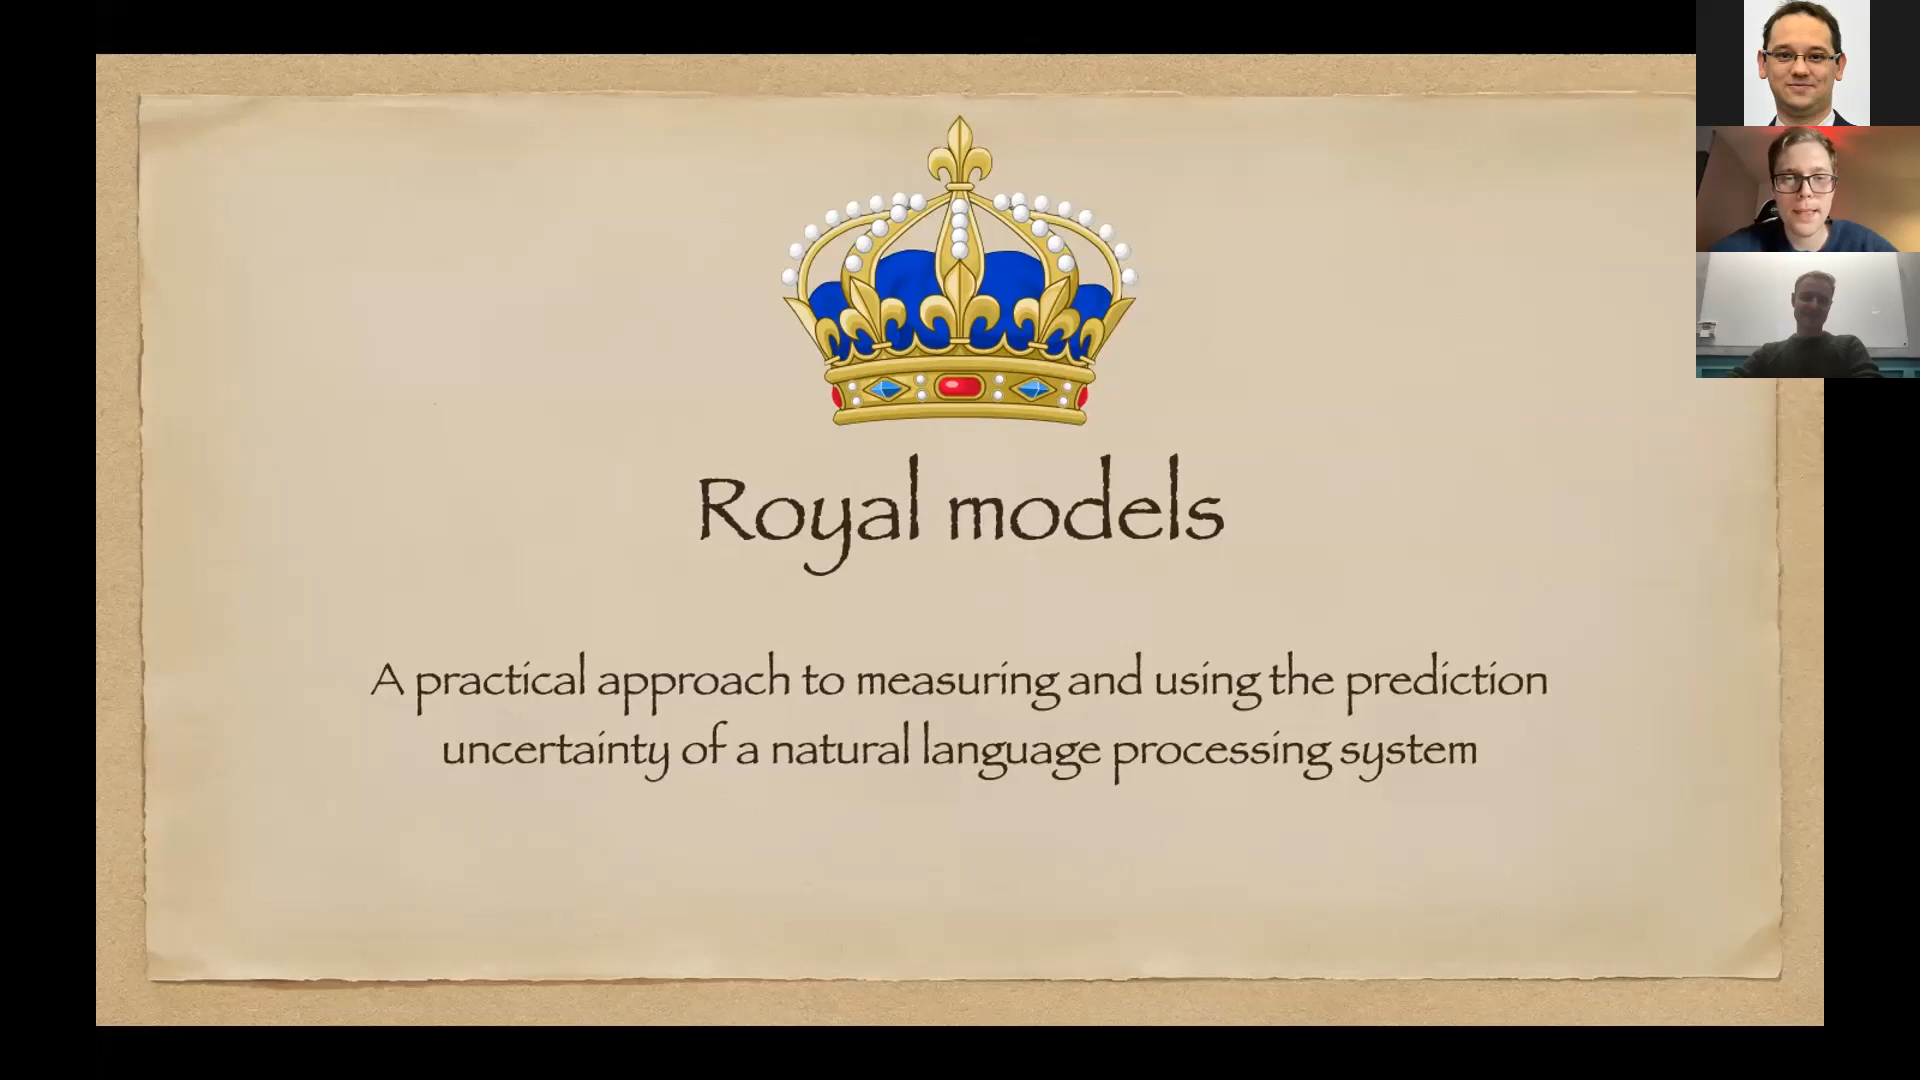 Royal models
A practical approach to measuring and using the prediction
uncertainty of a natural language processing system